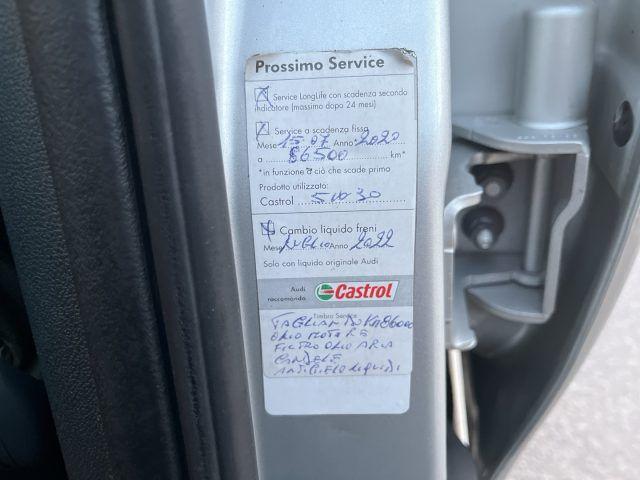 Prossimo Service
Service LongLife con scadenza secondo
indicatore (massimo dopo 24 mesi)
Service a scadenza fissa
Mese 15.07 Anno* 2020
a 86500 km*
*in funzione a ciò che scade prima
Prodotto utilizzato:
Castrol 5W30
Cambio liquido freni
Mese LUGLIO Anno 2022
Solo con liquido originale Audi
Audi
raccomanda Castrol
Timbro Service
TAGLIANDO KM86000
OLIO MOTORE
FILTRO OLIO ARIA
CANDELE
ANTIGELO LIQUIDI